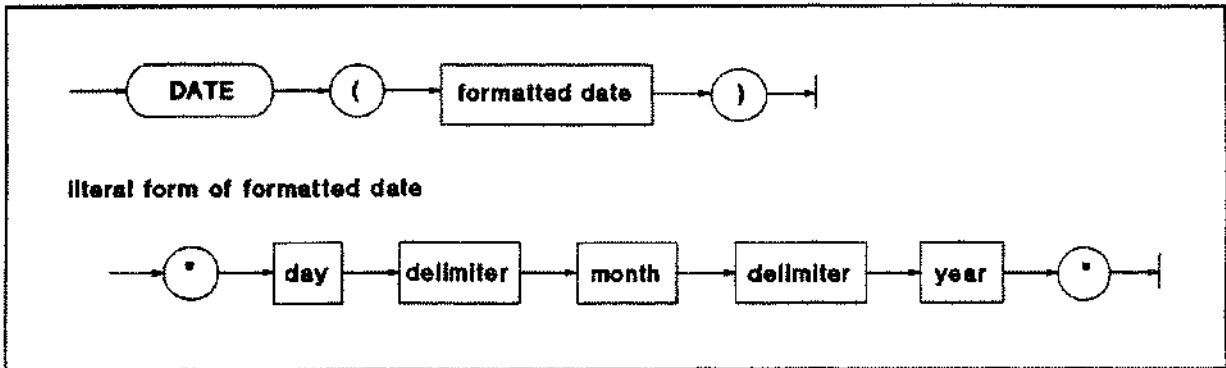 DATE ( formatted date )
literal form of formatted date
" day delimiter month delimiter year "